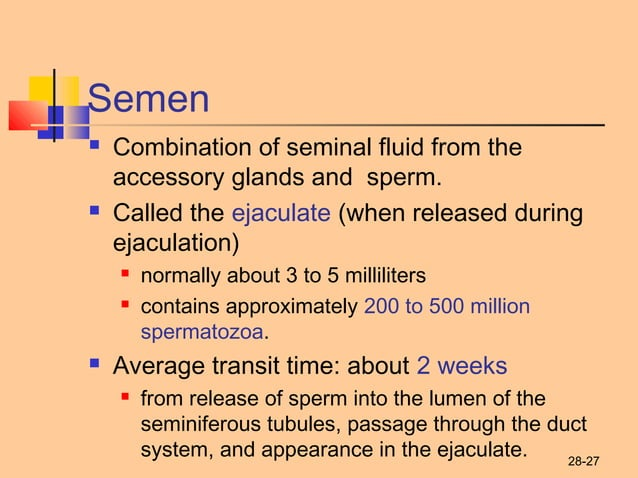 Semen
Combination of seminal fluid from the
accessory glands and  sperm.
Called the ejaculate (when released during
ejaculation)
normally about 3 to 5 milliliters
contains approximately 200 to 500 million
spermatozoa.
Average transit time: about 2 weeks
from release of sperm into the lumen of the
seminiferous tubules, passage through the duct
system, and appearance in the ejaculate.
28-27